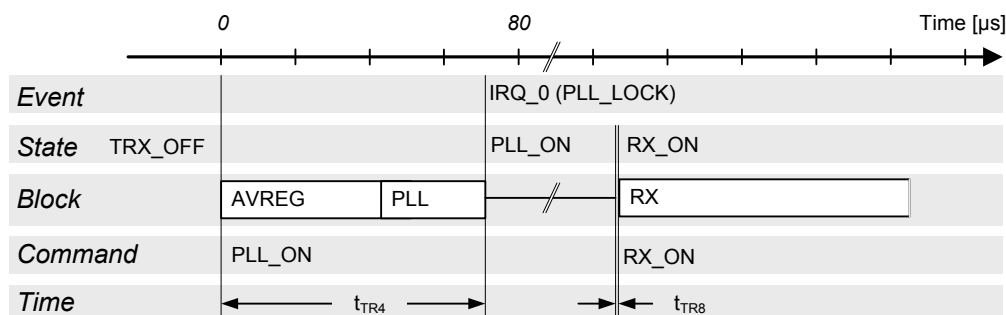 0 80 Time [µs]
Event IRQ_0 (PLL_LOCK)
State TRX_OFF PLL_ON RX_ON
Block AVREG PLL RX
Command PLL_ON RX_ON
Time tTR4 tTR8